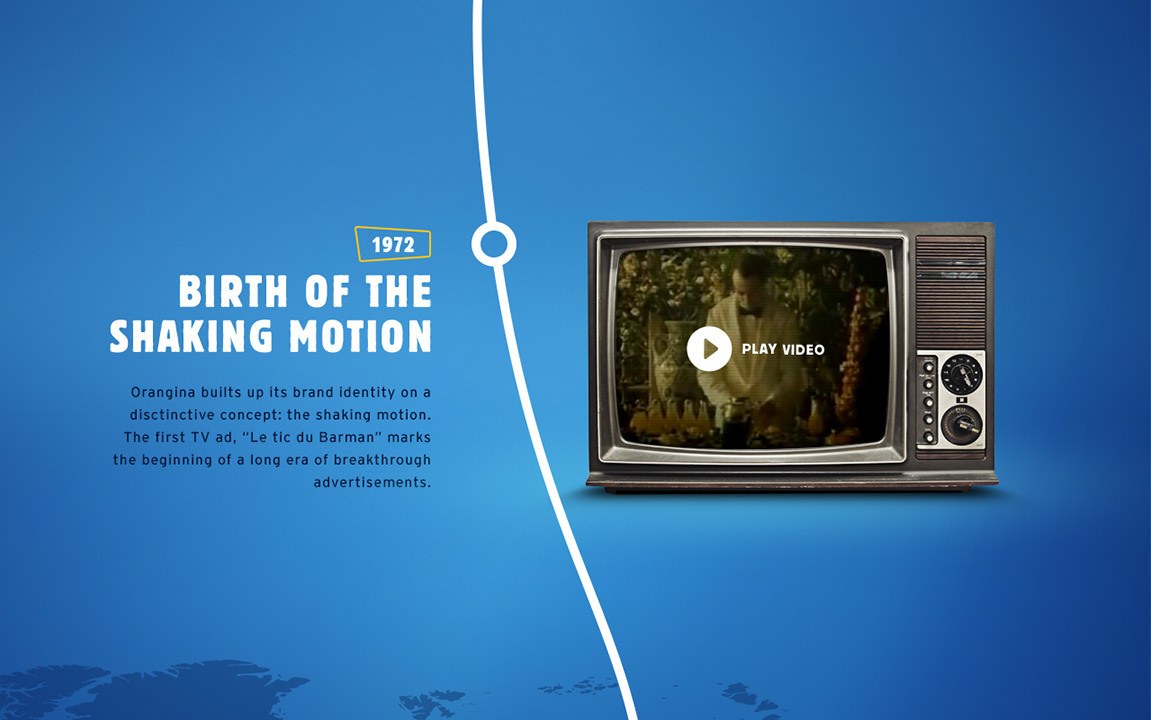 1972
BIRTH OF THE
SHAKING MOTION
Orangina builts up its brand identity on a
disctinctive concept: the shaking motion.
The first TV ad, “Le tic du Barman” marks
the beginning of a long era of breakthrough
advertisements.
PLAY VIDEO